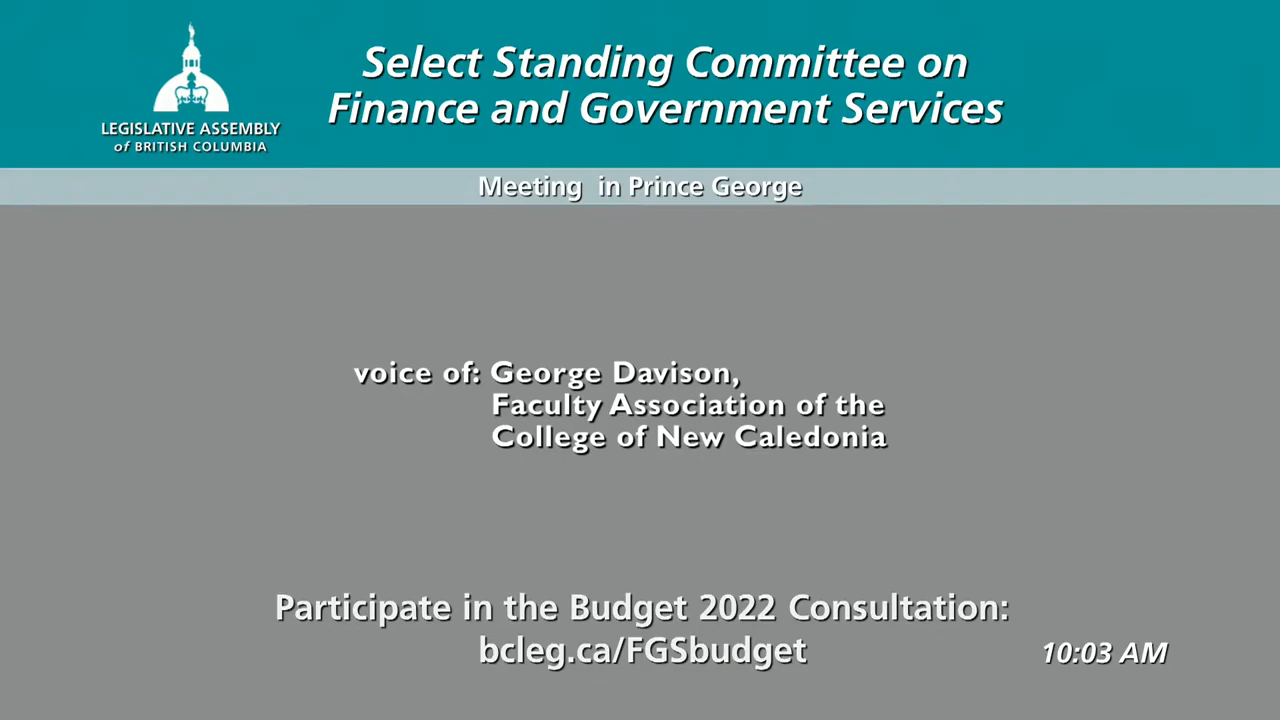 LEGISLATIVE ASSEMBLY
of BRITISH COLUMBIA
Select Standing Committee on
Finance and Government Services
Meeting in Prince George
voice of: George Davison,
Faculty Association of the
College of New Caledonia
Participate in the Budget 2022 Consultation:
bcleg.ca/FGSbudget
10:03 AM